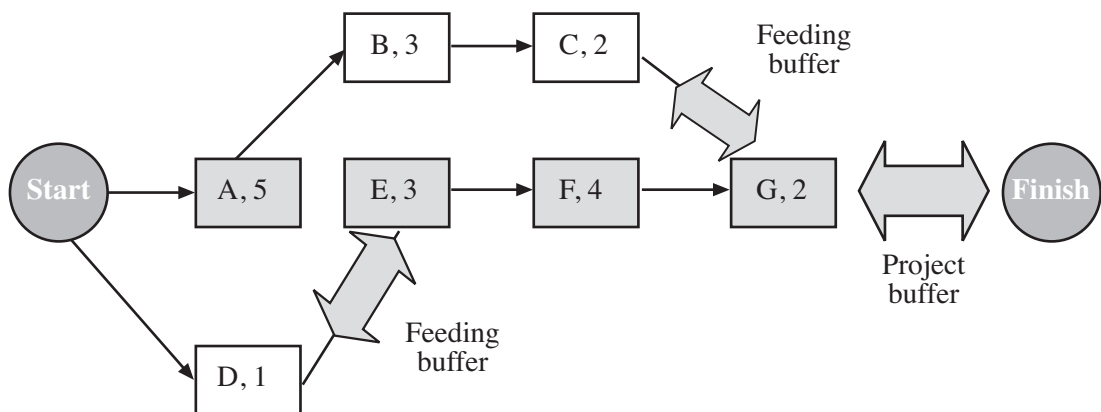 B, 3
C, 2
Feeding
buffer
Start
A, 5
E, 3
F, 4
G, 2
Finish
Project
buffer
Feeding
buffer
D, 1